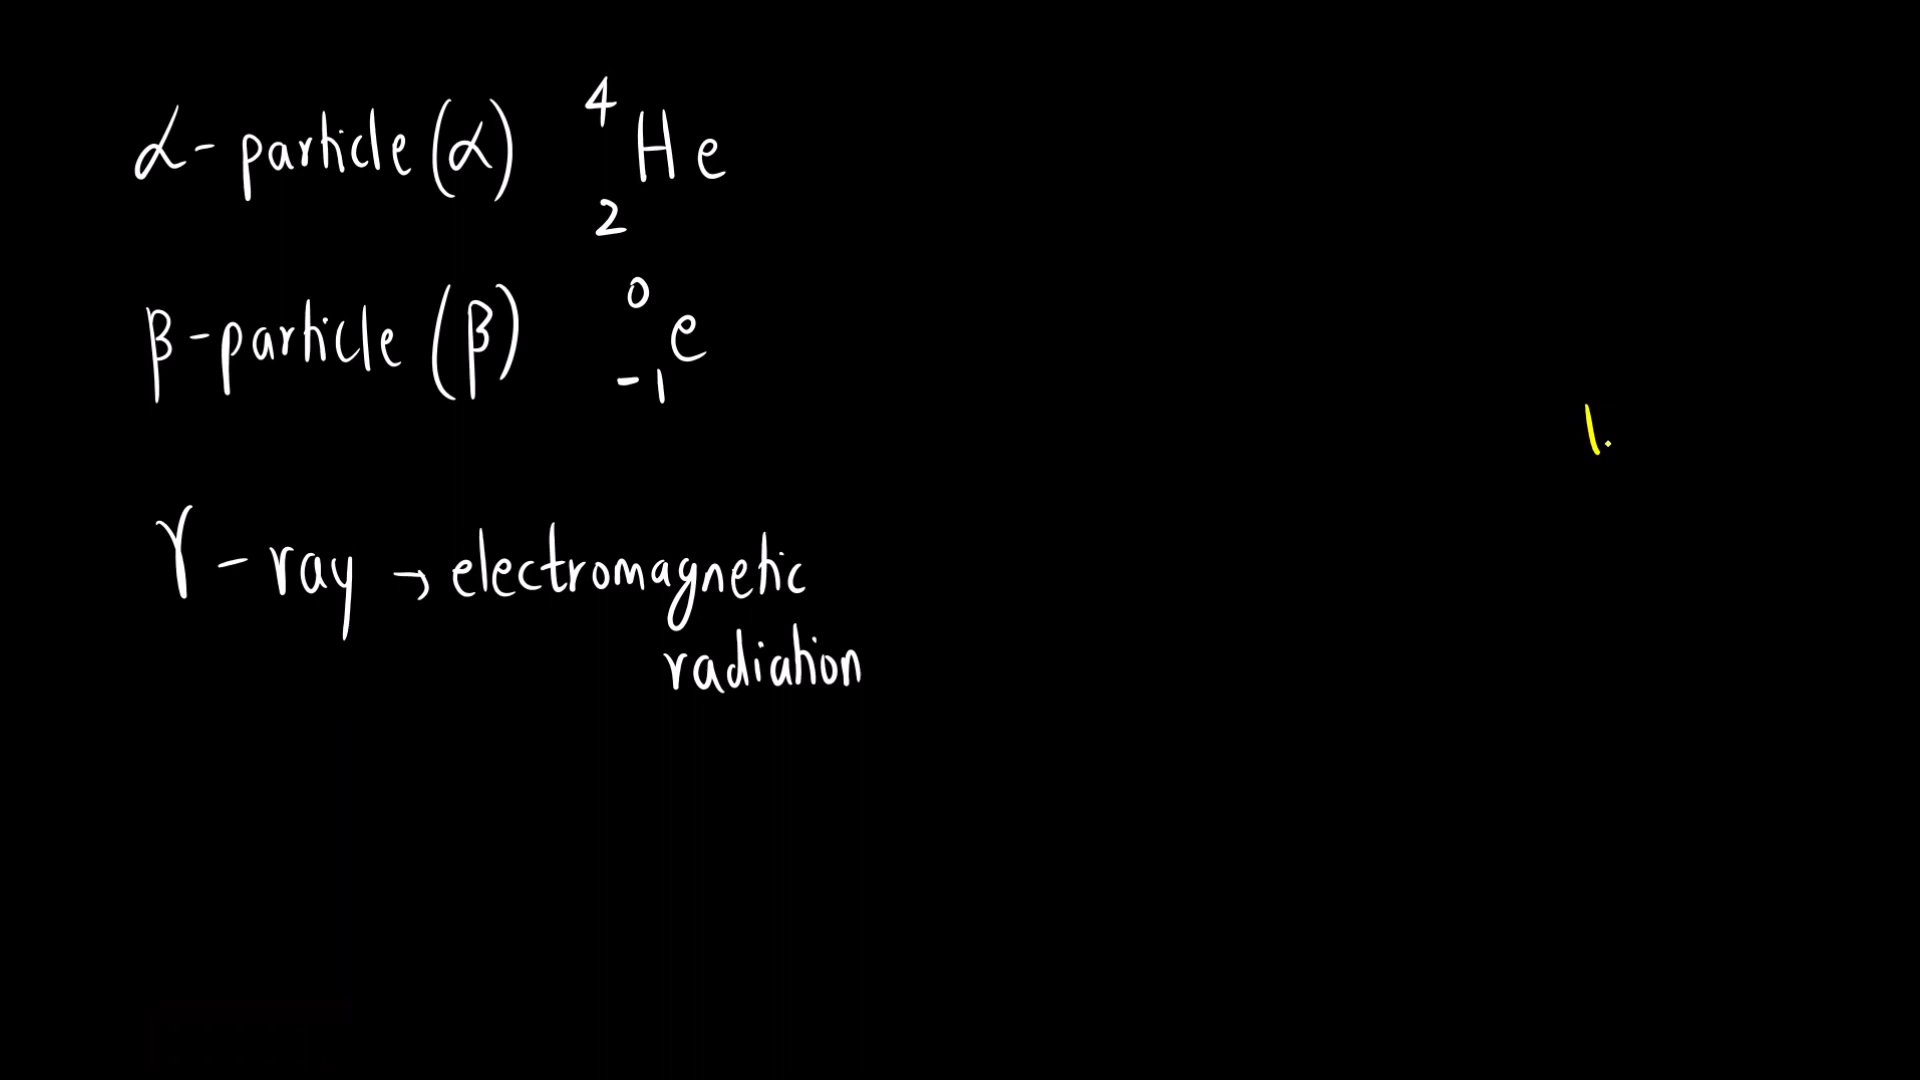 α-particle (α) ⁴₂He
β-particle (β) ⁰₋₁e
γ-ray → electromagnetic
radiation
1.